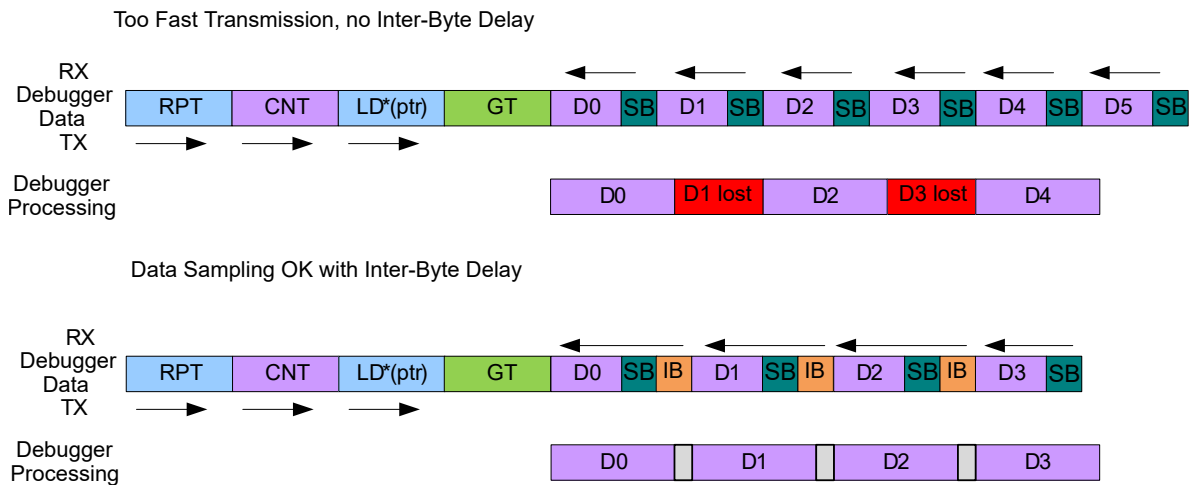 Too Fast Transmission, no Inter-Byte Delay
RX
Debugger
Data
TX
RPT CNT LD*(ptr) GT D0 SB D1 SB D2 SB D3 SB D4 SB D5 SB
Debugger
Processing
D0 D1 lost D2 D3 lost D4
Data Sampling OK with Inter-Byte Delay
RX
Debugger
Data
TX
RPT CNT LD*(ptr) GT D0 SB IB D1 SB IB D2 SB IB D3 SB
Debugger
Processing
D0 D1 D2 D3